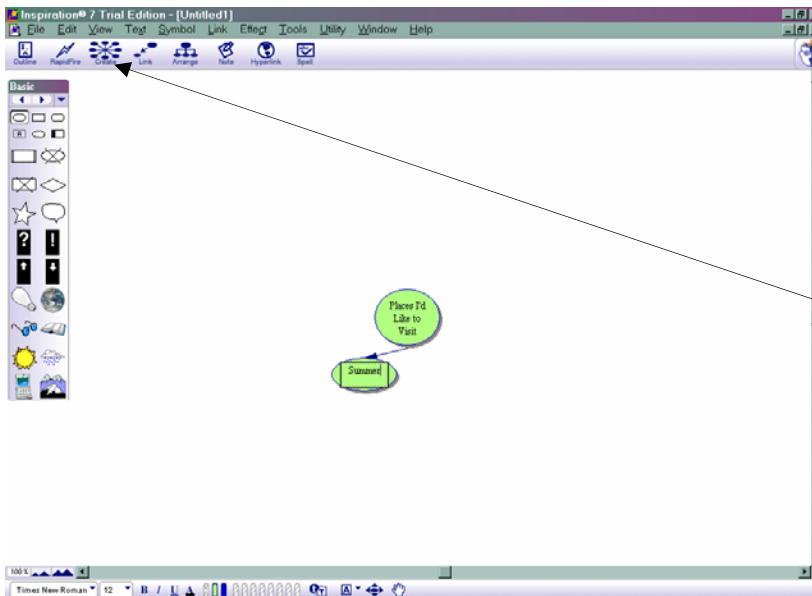 Inspiration® 7 Trial Edition - [Untitled1]
File Edit View Text Symbol Link Effect Tools Utility Window Help
Outline RapidFire Create Link Arrange Note Hyperlink Spell
Basic
R
? !
Places I'd
Like to
Visit
Summer
100%
Times New Roman 12 B I U A A